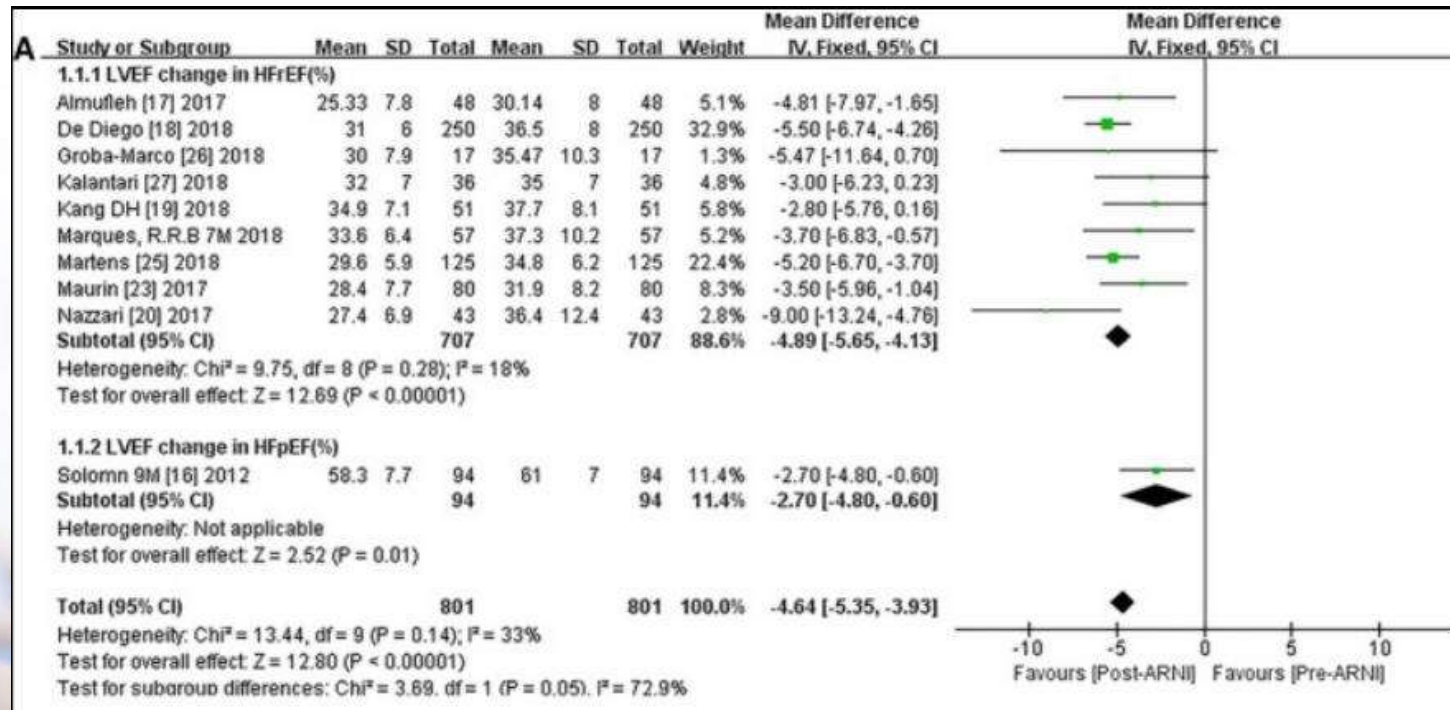 Mean Difference Mean Difference
A Study or Subgroup Mean SD Total Mean SD Total Weight IV, Fixed, 95% CI IV, Fixed, 95% CI
1.1.1 LVEF change in HFrEF(%)
Almufleh [17] 2017 25.33 7.8 48 30.14 8 48 5.1% -4.81 [-7.97, -1.65]
De Diego [18] 2018 31 6 250 36.5 8 250 32.9% -5.50 [-6.74, -4.26]
Groba-Marco [26] 2018 30 7.9 17 35.47 10.3 17 1.3% -5.47 [-11.64, 0.70]
Kalantari [27] 2018 32 7 36 35 7 36 4.8% -3.00 [-6.23, 0.23]
Kang DH [19] 2018 34.9 7.1 51 37.7 8.1 51 5.8% -2.80 [-5.76, 0.16]
Marques, R.R.B 7M 2018 33.6 6.4 57 37.3 10.2 57 5.2% -3.70 [-6.83, -0.57]
Martens [25] 2018 29.6 5.9 125 34.8 6.2 125 22.4% -5.20 [-6.70, -3.70]
Maurin [23] 2017 28.4 7.7 80 31.9 8.2 80 8.3% -3.50 [-5.96, -1.04]
Nazzari [20] 2017 27.4 6.9 43 36.4 12.4 43 2.8% -9.00 [-13.24, -4.76]
Subtotal (95% CI) 707 707 88.6% -4.89 [-5.65, -4.13]
Heterogeneity: Chi² = 9.75, df = 8 (P = 0.28); I² = 18%
Test for overall effect: Z = 12.69 (P < 0.00001)
1.1.2 LVEF change in HFpEF(%)
Solomn 9M [16] 2012 58.3 7.7 94 61 7 94 11.4% -2.70 [-4.80, -0.60]
Subtotal (95% CI) 94 94 11.4% -2.70 [-4.80, -0.60]
Heterogeneity: Not applicable
Test for overall effect: Z = 2.52 (P = 0.01)
Total (95% CI) 801 801 100.0% -4.64 [-5.35, -3.93]
Heterogeneity: Chi² = 13.44, df = 9 (P = 0.14); I² = 33%
Test for overall effect: Z = 12.80 (P < 0.00001)
Test for subgroup differences: Chi² = 3.69, df = 1 (P = 0.05), I² = 72.9%
-10 -5 0 5 10
Favours [Post-ARNI] Favours [Pre-ARNI]